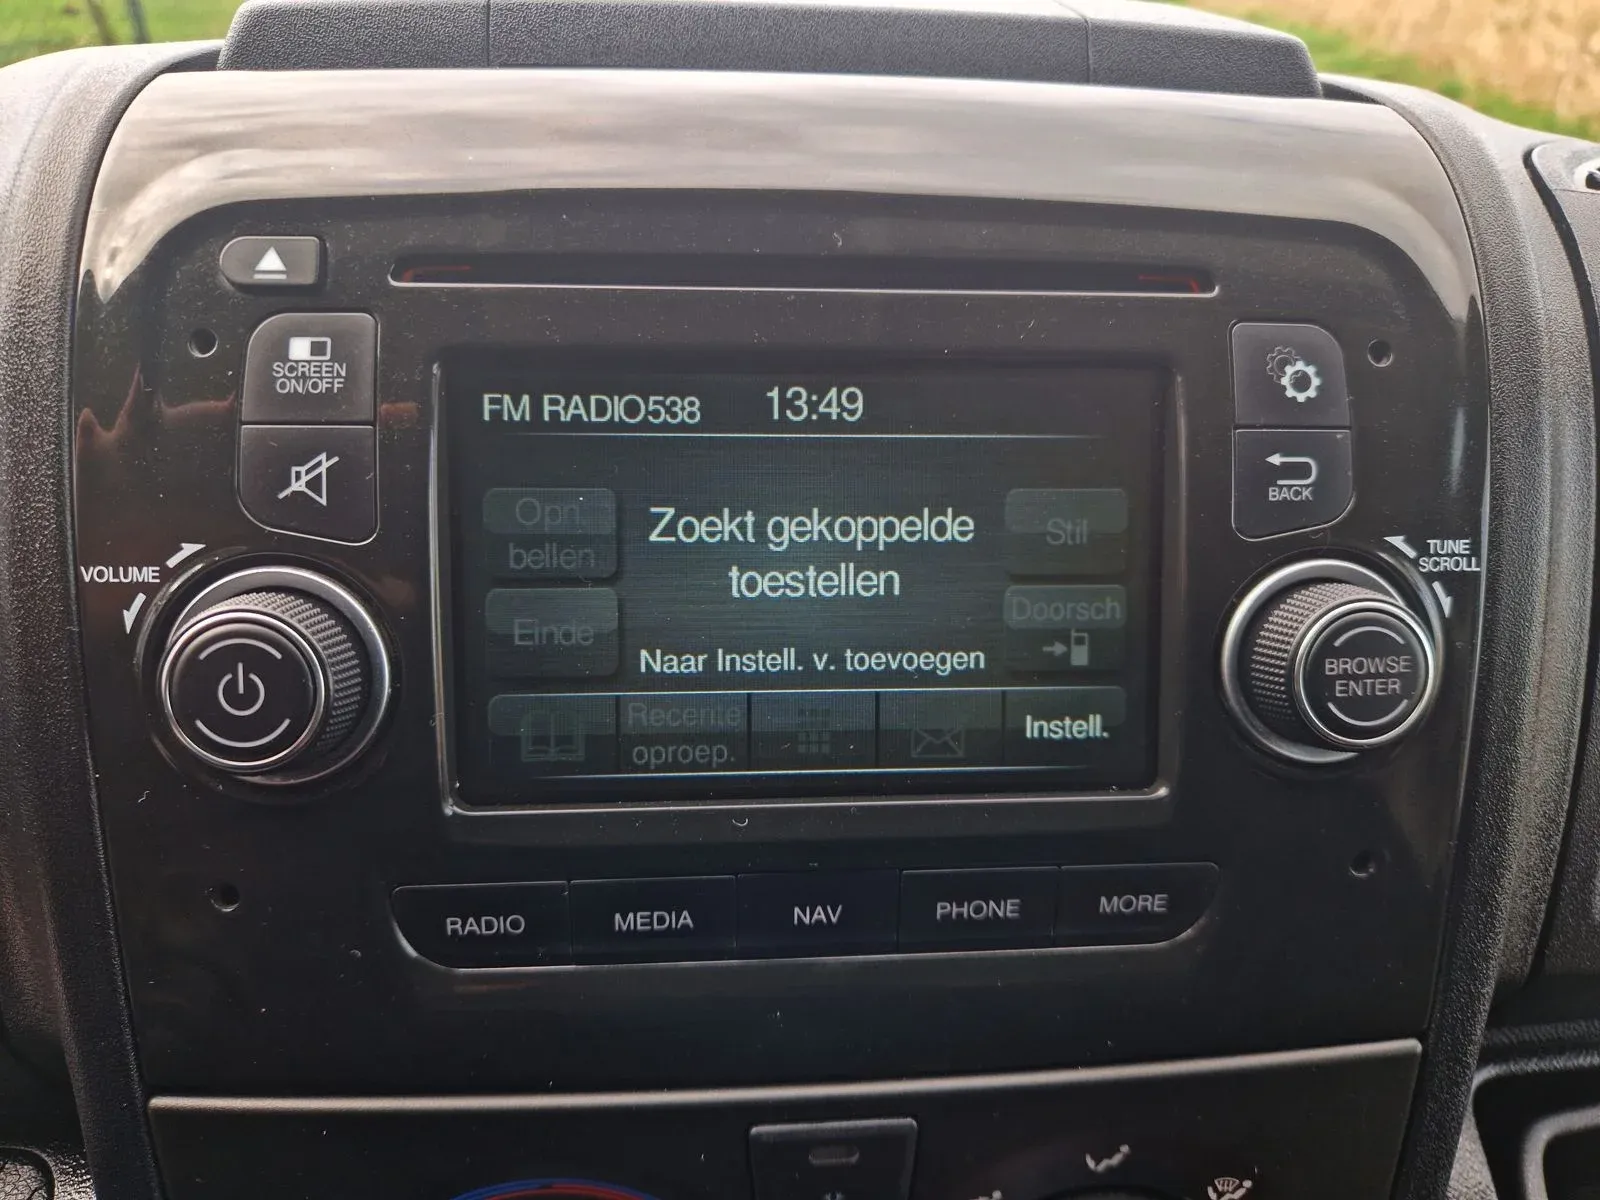 SCREEN
ON/OFF
VOLUME
FM RADIO538 13:49
Opn.
bellen
Zoekt gekoppelde
toestellen
Stil
Einde
Doorsch
Naar Instell. v. toevoegen
Recente
oproep.
Instell.
BACK
TUNE
SCROLL
BROWSE
ENTER
RADIO MEDIA NAV PHONE MORE